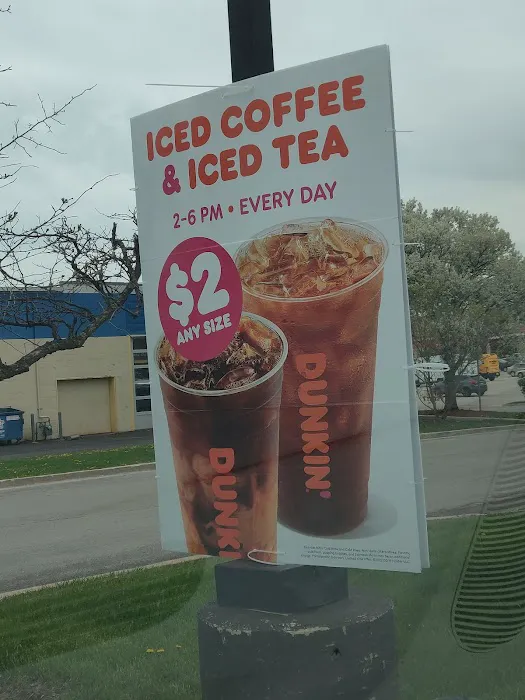 ICED COFFEE
& ICED TEA
2-6 PM • EVERY DAY
$2
ANY SIZE
DUNKIN'
DUNKI